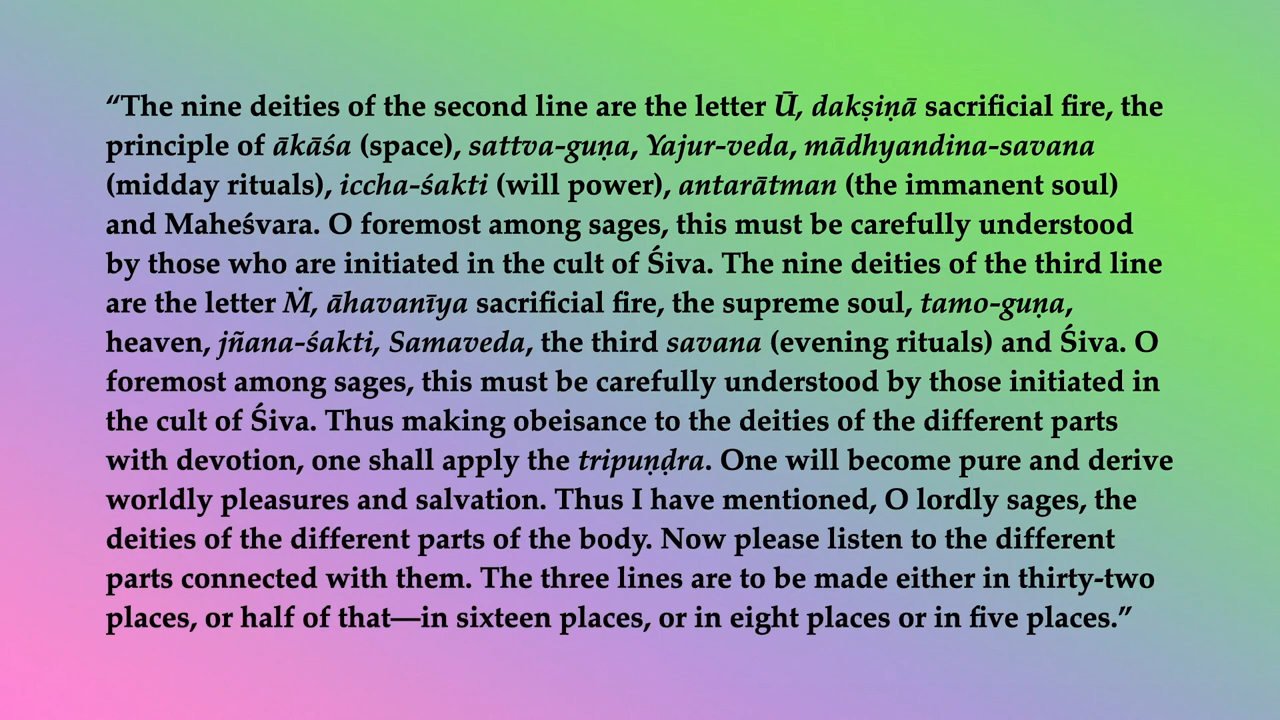 “The nine deities of the second line are the letter Ū, dakṣiṇā sacrificial fire, the
principle of ākāśa (space), sattva-guṇa, Yajur-veda, mādhyandina-savana
(midday rituals), iccha-śakti (will power), antarātman (the immanent soul)
and Maheśvara. O foremost among sages, this must be carefully understood
by those who are initiated in the cult of Śiva. The nine deities of the third line
are the letter Ṁ, āhavanīya sacrificial fire, the supreme soul, tamo-guṇa,
heaven, jñana-śakti, Samaveda, the third savana (evening rituals) and Śiva. O
foremost among sages, this must be carefully understood by those initiated in
the cult of Śiva. Thus making obeisance to the deities of the different parts
with devotion, one shall apply the tripuṇḍra. One will become pure and derive
worldly pleasures and salvation. Thus I have mentioned, O lordly sages, the
deities of the different parts of the body. Now please listen to the different
parts connected with them. The three lines are to be made either in thirty-two
places, or half of that—in sixteen places, or in eight places or in five places.”